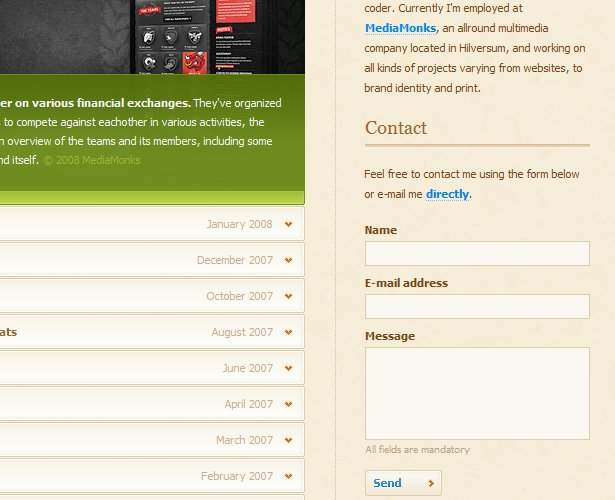 THE TEAMS
er on various financial exchanges. They've organized
to compete against eachother in various activities, the
n overview of the teams and its members, including some
nd itself. © 2008 MediaMonks
January 2008
December 2007
October 2007
ats August 2007
June 2007
April 2007
March 2007
February 2007
coder. Currently I'm employed at
MediaMonks, an allround multimedia
company located in Hilversum, and working on
all kinds of projects varying from websites, to
brand identity and print.
Contact
Feel free to contact me using the form below
or e-mail me directly.
Name
E-mail address
Message
All fields are mandatory
Send